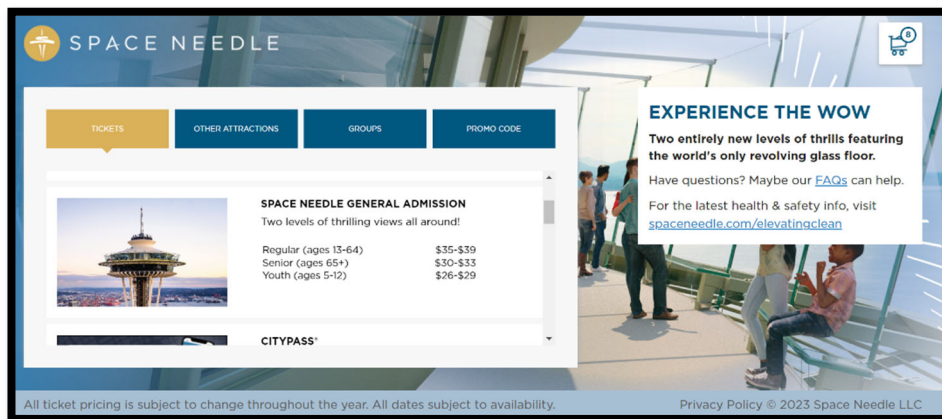 SPACE NEEDLE
8
TICKETS
OTHER ATTRACTIONS
GROUPS
PROMO CODE
SPACE NEEDLE GENERAL ADMISSION
Two levels of thrilling views all around!
Regular (ages 13-64) $35-$39
Senior (ages 65+) $30-$33
Youth (ages 5-12) $26-$29
CITYPASS®
EXPERIENCE THE WOW
Two entirely new levels of thrills featuring
the world's only revolving glass floor.
Have questions? Maybe our FAQs can help.
For the latest health & safety info, visit
spaceneedle.com/elevatingclean
All ticket pricing is subject to change throughout the year. All dates subject to availability.
Privacy Policy © 2023 Space Needle LLC